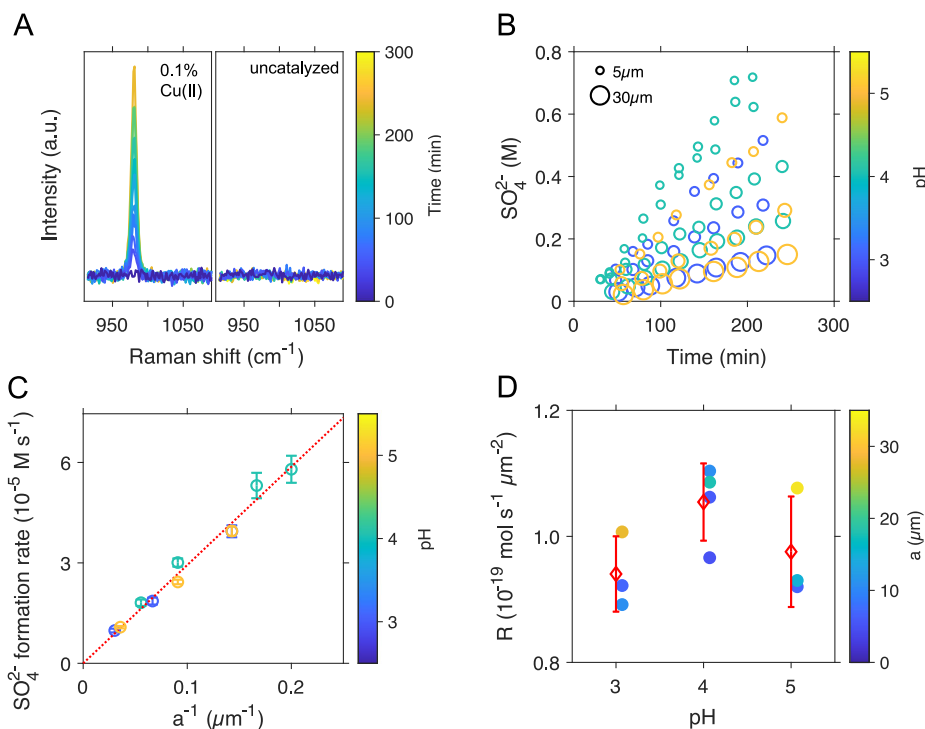 A
0.1%
Cu(II)
uncatalyzed
Intensity (a.u.)
950
1050
950
1050
Raman shift (cm⁻¹)
300
200
100
0
Time (min)
B
5µm
30µm
SO₄²⁻ (M)
0.8
0.6
0.4
0.2
0
0
100
200
300
Time (min)
5
4
3
pH
C
SO₄²⁻ formation rate (10⁻⁵ M s⁻¹)
6
3
0
0
0.1
0.2
a⁻¹ (µm⁻¹)
5
4
3
pH
D
R (10⁻¹⁹ mol s⁻¹ µm⁻²)
1.2
1.0
0.8
3
4
5
pH
30
20
10
0
a (µm)